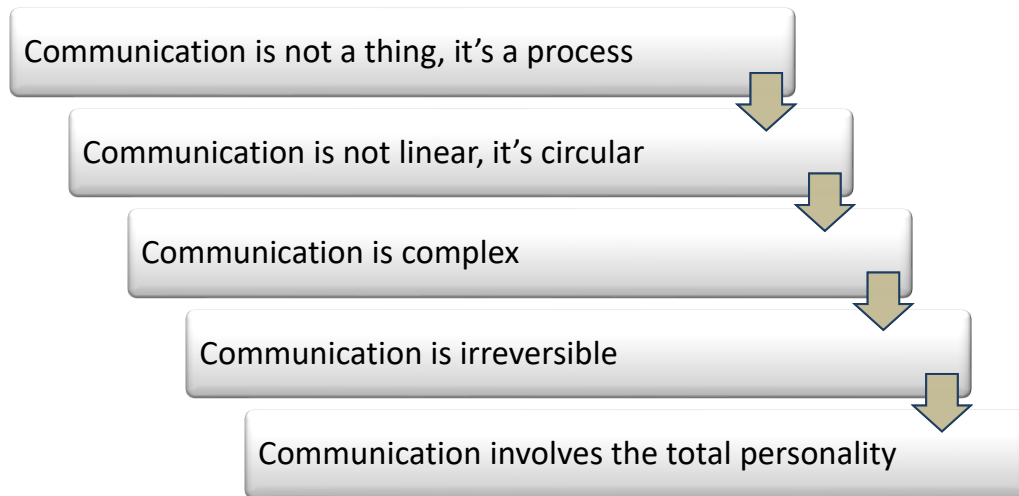 Communication is not a thing, it’s a process
Communication is not linear, it’s circular
Communication is complex
Communication is irreversible
Communication involves the total personality